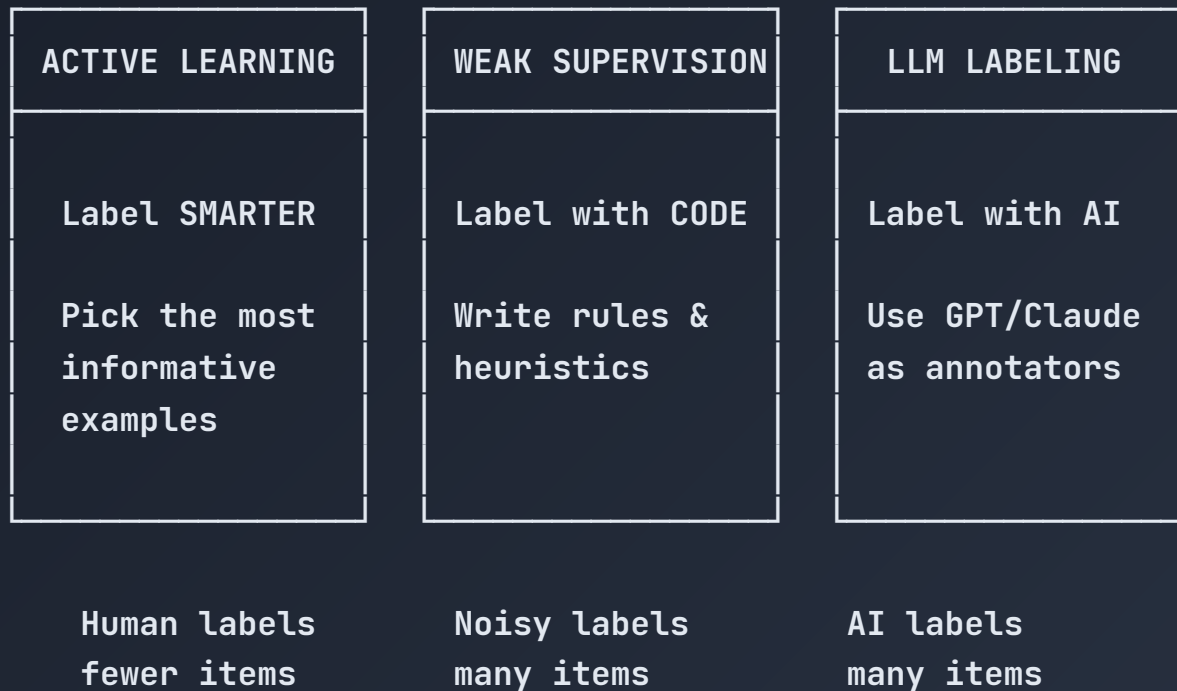 ACTIVE LEARNING
Label SMARTER
Pick the most
informative
examples
Human labels
fewer items
WEAK SUPERVISION
Label with CODE
Write rules &
heuristics
Noisy labels
many items
LLM LABELING
Label with AI
Use GPT/Claude
as annotators
AI labels
many items